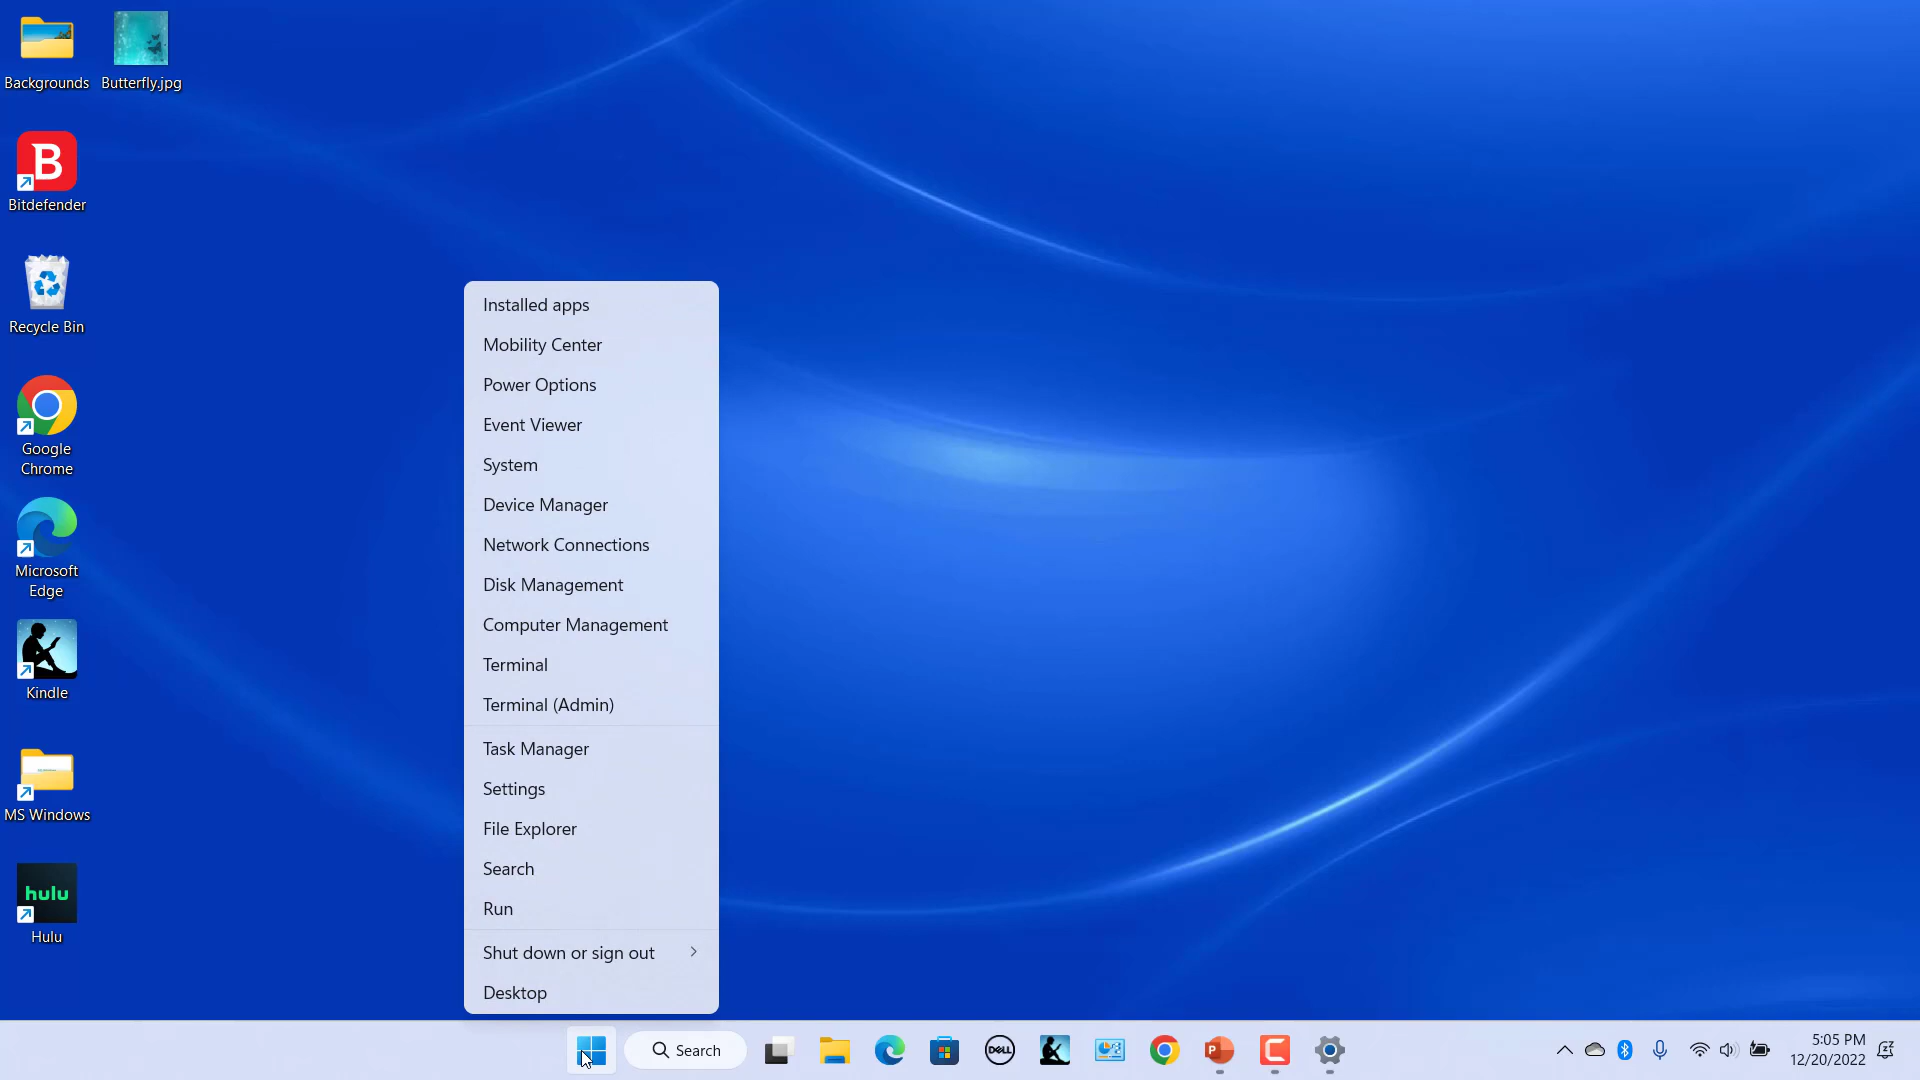 Backgrounds
Butterfly.jpg
B
Bitdefender
Recycle Bin
Google
Chrome
Microsoft
Edge
Kindle
MS Windows
hulu
Hulu
Installed apps
Mobility Center
Power Options
Event Viewer
System
Device Manager
Network Connections
Disk Management
Computer Management
Terminal
Terminal (Admin)
Task Manager
Settings
File Explorer
Search
Run
Shut down or sign out
Desktop
Search
DELL
P
C
5:05 PM
12/20/2022